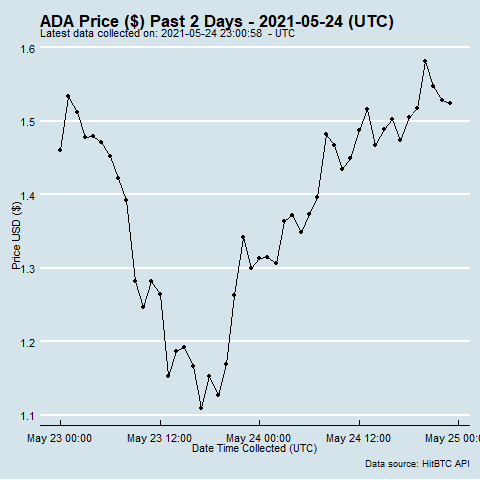 ADA Price ($) Past 2 Days - 2021-05-24 (UTC)
Latest data collected on: 2021-05-24 23:00:58 - UTC
1.6
1.5
1.4
1.3
1.2
1.1
Price USD ($)
May 23 00:00 May 23 12:00 May 24 00:00 May 24 12:00 May 25 00:0
Date Time Collected (UTC)
Data source: HitBTC API